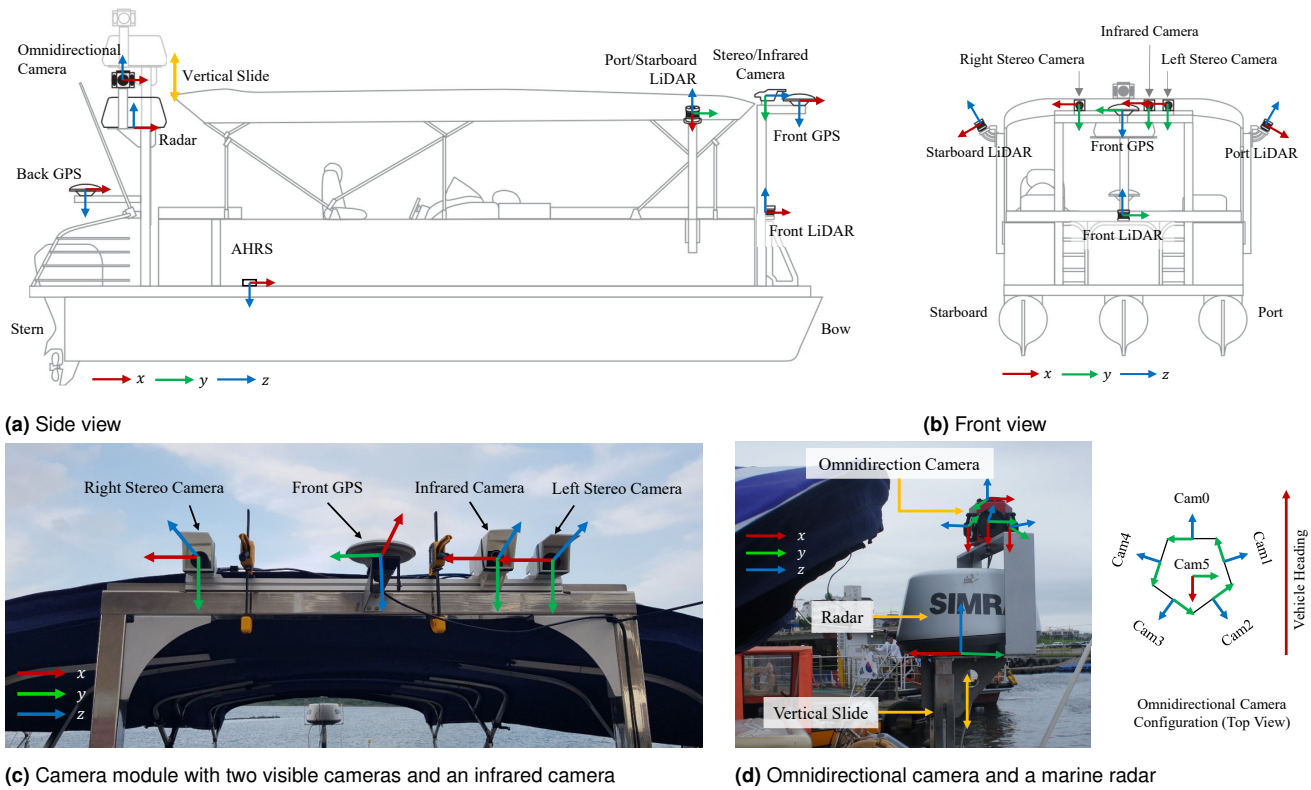 Omnidirectional
Camera
Vertical Slide
Radar
Back GPS
AHRS
Port/Starboard
LiDAR
Stereo/Infrared
Camera
Front GPS
Front LiDAR
Stern
Bow
x
y
z
(a) Side view
Infrared Camera
Right Stereo Camera
Left Stereo Camera
Starboard LiDAR
Front GPS
Port LiDAR
Front LiDAR
Starboard
Port
x
y
z
(b) Front view
Right Stereo Camera
Front GPS
Infrared Camera
Left Stereo Camera
x
y
z
(c) Camera module with two visible cameras and an infrared camera
Omnidirection Camera
x
y
z
Radar
SIMRA
Vertical Slide
Cam0
Cam4
Cam1
Cam5
Cam3
Cam2
Vehicle Heading
Omnidirectional Camera
Configuration (Top View)
(d) Omnidirectional camera and a marine radar